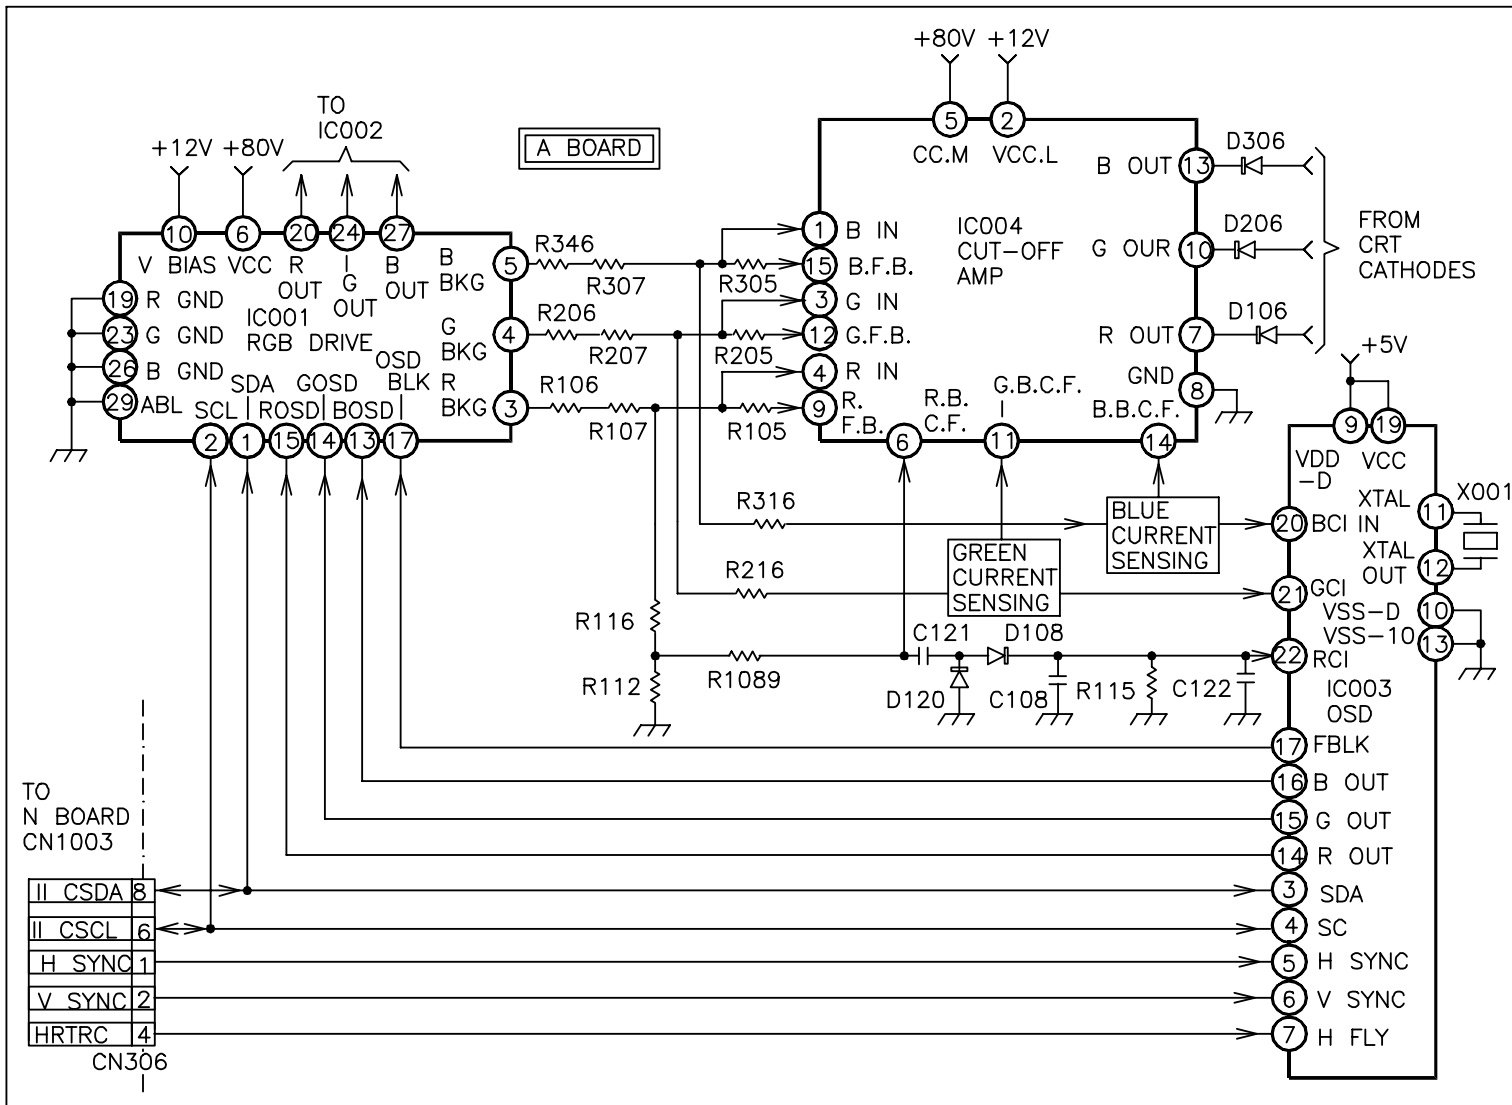 +80V +12V
TO
IC002
A BOARD
+12V +80V
5 2
CC.M VCC.L
B OUT 13 D306
10 6 20 24 27
V BIAS VCC R OUT G OUT B OUT
B BKG 5
R346
R307
R305
1 B IN
15 B.F.B.
IC004
CUT-OFF
AMP
G OUR 10 D206
FROM
CRT
CATHODES
19 R GND
23 G GND
26 B GND
29 ABL
IC001
RGB DRIVE
G BKG 4
R206
R207
R205
3 G IN
12 G.F.B.
R OUT 7 D106
+5V
R BKG 3
R106
R107
R105
4 R IN
9 R.
F.B.
GND 8
SCL SDA ROSD GOSD BOSD OSD BLK
2 1 15 14 13 17
R.B.
C.F.
G.B.C.F.
B.B.C.F.
6 11 14
9 19
VDD
-D
VCC
R316
BLUE
CURRENT
SENSING
20 BCI
XTAL
IN
11
X001
GREEN
CURRENT
SENSING
R216
21 GCI
XTAL
OUT
12
VSS-D 10
VSS-10 13
R116
C121 D108
22 RCI
R112
R1089
D120
C108
R115
C122
IC003
OSD
17 FBLK
16 B OUT
15 G OUT
14 R OUT
3 SDA
4 SC
5 H SYNC
6 V SYNC
7 H FLY
TO
N BOARD
CN1003
II CSDA 8
II CSCL 6
H SYNC 1
V SYNC 2
HRTRC 4
CN306